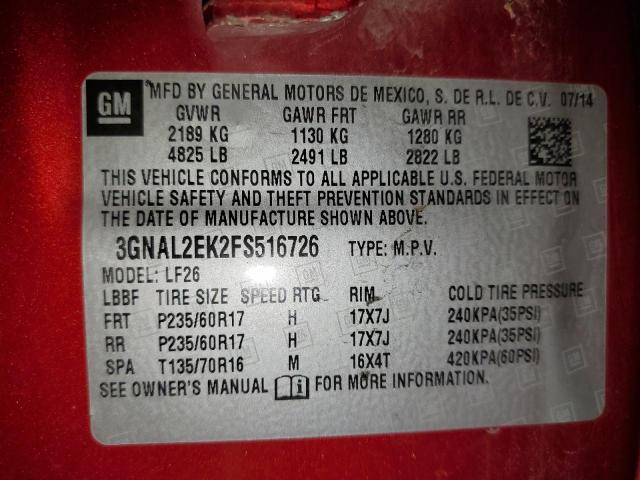 GM
MFD BY GENERAL MOTORS DE MEXICO, S. DE R.L. DE C.V. 07/14
GVWR GAWR FRT GAWR RR
2189 KG 1130 KG 1280 KG
4825 LB 2491 LB 2822 LB
THIS VEHICLE CONFORMS TO ALL APPLICABLE U.S. FEDERAL MOTOR
VEHICLE SAFETY AND THEFT PREVENTION STANDARDS IN EFFECT ON
THE DATE OF MANUFACTURE SHOWN ABOVE.
3GNAL2EK2FS516726 TYPE: M.P.V.
MODEL: LF26
LBBF TIRE SIZE SPEED RTG RIM COLD TIRE PRESSURE
FRT P235/60R17 H 17X7J 240KPA(35PSI)
RR P235/60R17 H 17X7J 240KPA(35PSI)
SPA T135/70R16 M 16X4T 420KPA(60PSI)
SEE OWNER'S MANUAL FOR MORE INFORMATION.